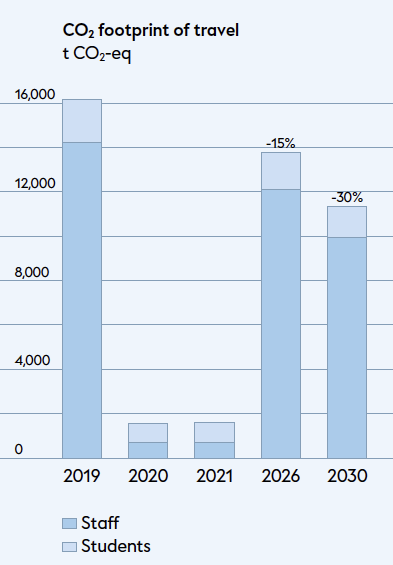 CO₂ footprint of travel
t CO₂-eq
16,000
-15%
12,000
-30%
8,000
4,000
0
2019 2020 2021 2026 2030
Staff
Students